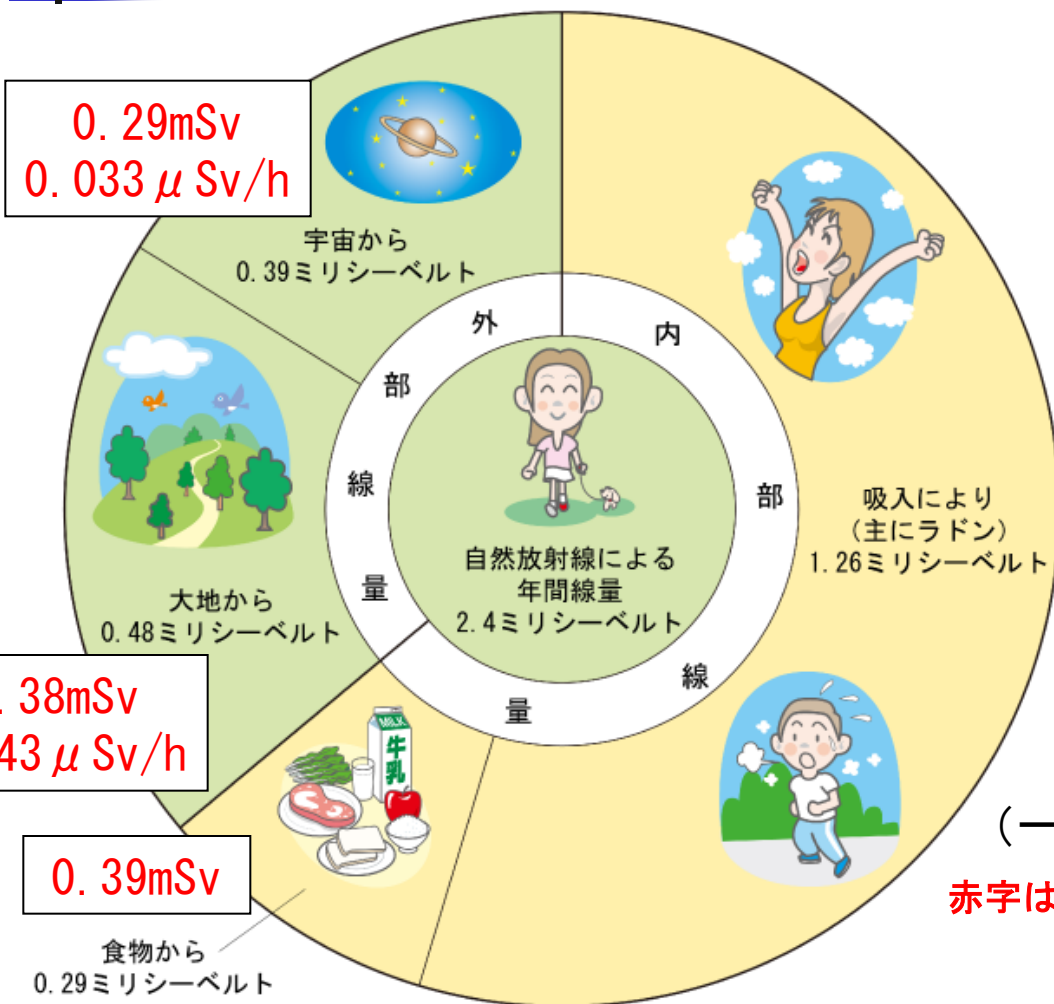 0.29mSv
0.033μSv/h
宇宙から
0.39ミリシーベルト
外部線量
内部線量
大地から
0.48ミリシーベルト
自然放射線による
年間線量
2.4ミリシーベルト
吸入により
(主にラドン)
1.26ミリシーベルト
.38mSv
43μSv/h
MILK
牛乳
0.39mSv
食物から
0.29ミリシーベルト
(一
赤字は